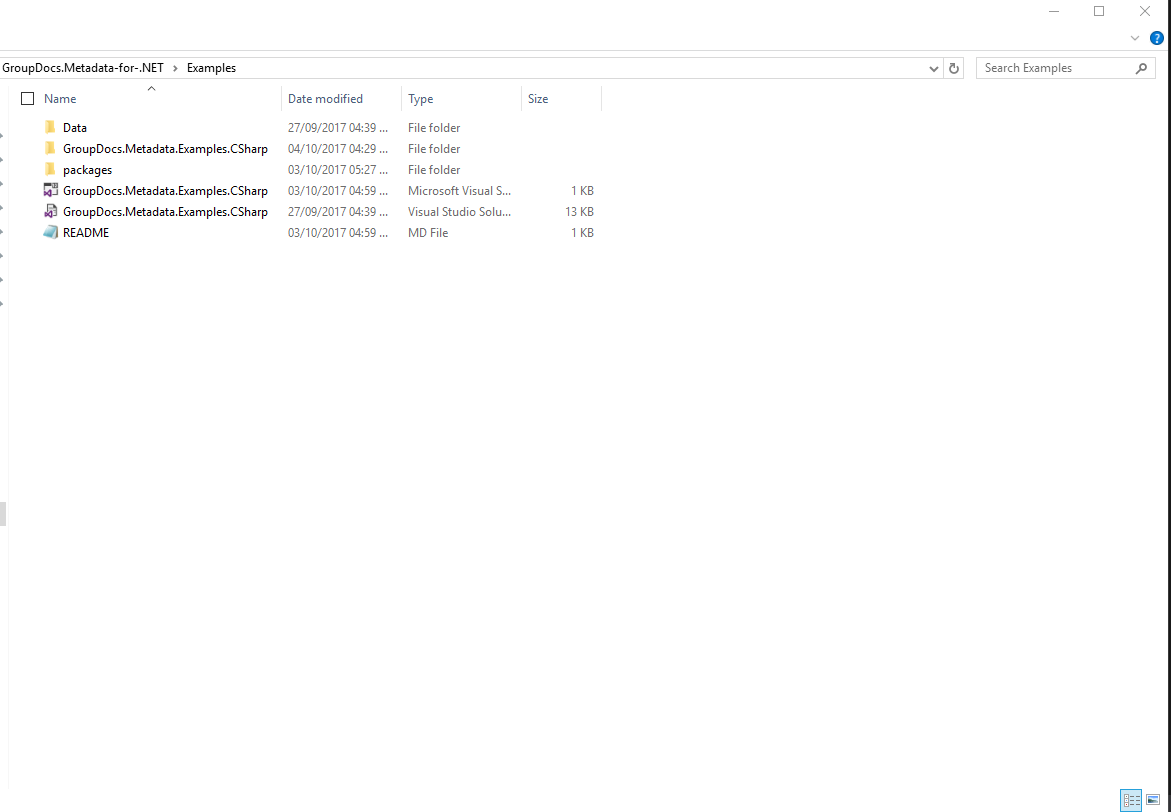 ?
GroupDocs.Metadata-for-.NET > Examples
Search Examples
Name Date modified Type Size
Data 27/09/2017 04:39 ... File folder
GroupDocs.Metadata.Examples.CSharp 04/10/2017 04:29 ... File folder
packages 03/10/2017 05:27 ... File folder
GroupDocs.Metadata.Examples.CSharp 03/10/2017 04:59 ... Microsoft Visual S... 1 KB
GroupDocs.Metadata.Examples.CSharp 27/09/2017 04:39 ... Visual Studio Solu... 13 KB
README 03/10/2017 04:59 ... MD File 1 KB